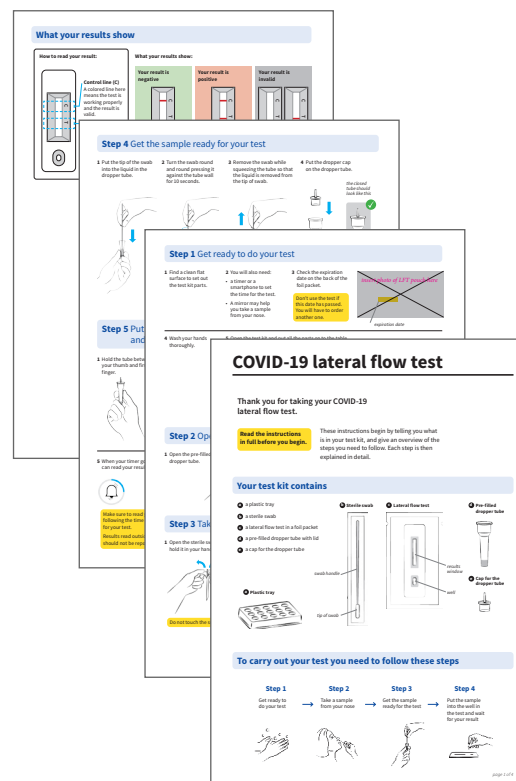 What your results show
How to read your result:
What your results show:
Control line (C)
A colored line here
means the test is
working properly
and the result is
valid.
Your result is
negative
Your result is
positive
Your result is
invalid
C
T
C
C
C
C
Step 4 Get the sample ready for your test
1 Put the tip of the swab
into the liquid in the
dropper tube.
2 Turn the swab round
and round pressing it
against the tube wall
for 10 seconds.
3 Remove the swab while
squeezing the tube so that
the liquid is removed from
the tip of swab.
4 Put the dropper cap
on the dropper tube.
the closed
tube should
look like this
Step 5 Put
and
1 Hold the tube betw
your thumb and fin
finger.
5 When your timer go
can read your result
Make sure to read
following the time
for your test.
Results read outsi
should not be repo
Step 1 Get ready to do your test
1 Find a clean flat
surface to set out
the test kit parts.
2 You will also need:
• a timer or a
smartphone to set
the time for the test.
• A mirror may help
you take a sample
from your nose.
3 Check the expiration
date on the back of the
foil packet.
Don't use the test if
this date has passed.
You will have to order
another one.
insert photo of LFT pouch here
expiration date
4 Wash your hands
thoroughly.
Step 2 Ope
1 Open the pre-filled
dropper tube.
Step 3 Tak
1 Open the sterile s
hold it in your han
Do not touch the s
COVID-19 lateral flow test
Thank you for taking your COVID-19
lateral flow test.
Read the instructions
in full before you begin.
These instructions begin by telling you what
is in your test kit, and give an overview of the
steps you need to follow. Each step is then
explained in detail.
Your test kit contains
a a plastic tray
b a sterile swab
c a lateral flow test in a foil packet
d a pre-filled dropper tube with lid
e a cap for the dropper tube
a Plastic tray
b Sterile swab
swab handle
tip of swab
c Lateral flow test
results
window
well
d Pre-filled
dropper tube
e Cap for the
dropper tube
To carry out your test you need to follow these steps
Step 1
Get ready to
do your test
Step 2
Take a sample
from your nose
Step 3
Get the sample
ready for the test
Step 4
Put the sample
into the well in
the test and wait
for your result
page 1 of 4